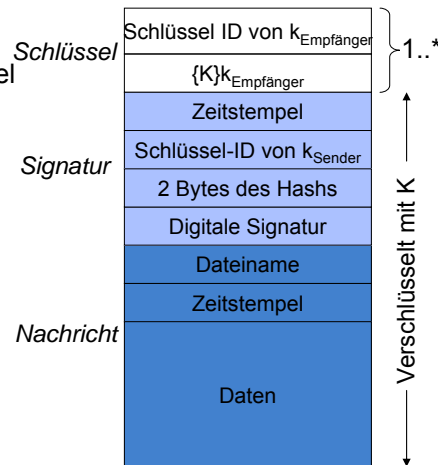 Schlüssel
el
Schlüssel ID von kEmpfänger
{K}kEmpfänger
1..*
Signatur
Zeitstempel
Schlüssel-ID von kSender
2 Bytes des Hashs
Digitale Signatur
Nachricht
Dateiname
Zeitstempel
Daten
Verschlüsselt mit K